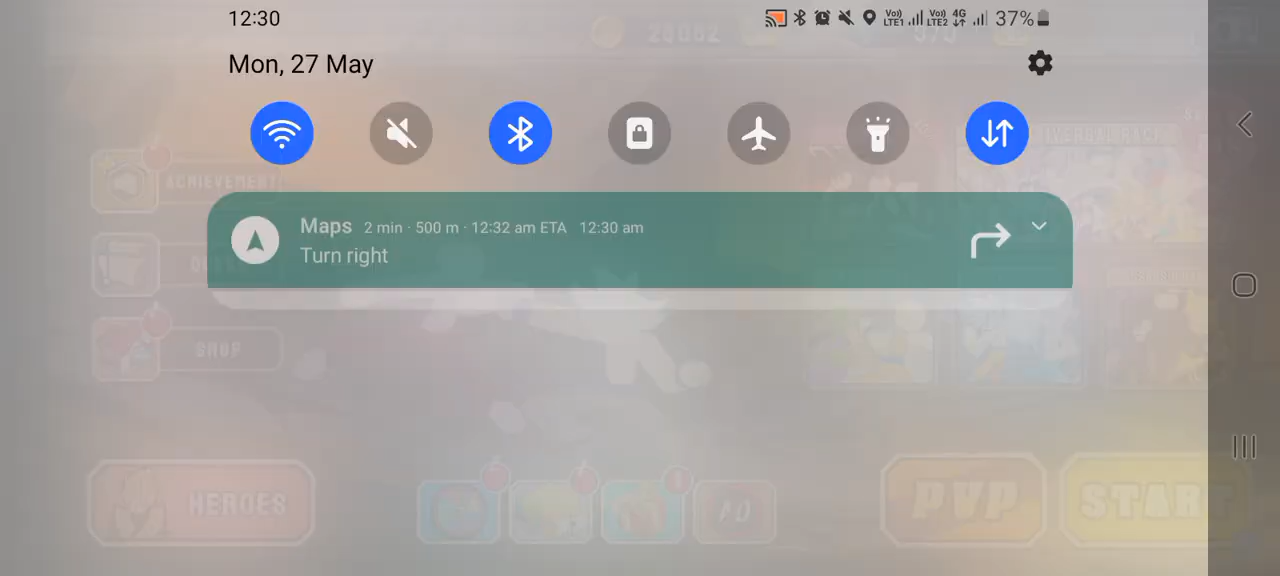 12:30
Vo)) LTE1 Vo)) LTE2 4G 37%
Mon, 27 May
Maps 2 min · 500 m · 12:32 am ETA 12:30 am
Turn right
ACHIEVEMENT
SHOP
HEROES
AD
PVP
START